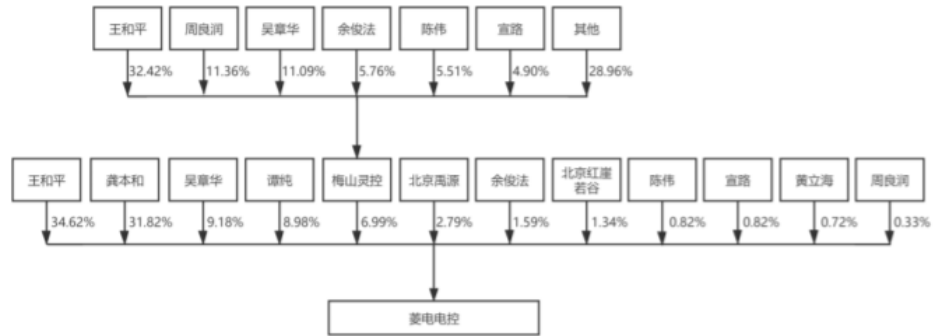 王和平
周良润
吴章华
余俊法
陈伟
宣路
其他
32.42%
11.36%
11.09%
5.76%
5.51%
4.90%
28.96%
王和平
龚本和
吴章华
谭纯
梅山灵控
北京禹源
余俊法
北京红崖
若谷
陈伟
宣路
黄立海
周良润
34.62%
31.82%
9.18%
8.98%
6.99%
2.79%
1.59%
1.34%
0.82%
0.82%
0.72%
0.33%
菱电电控